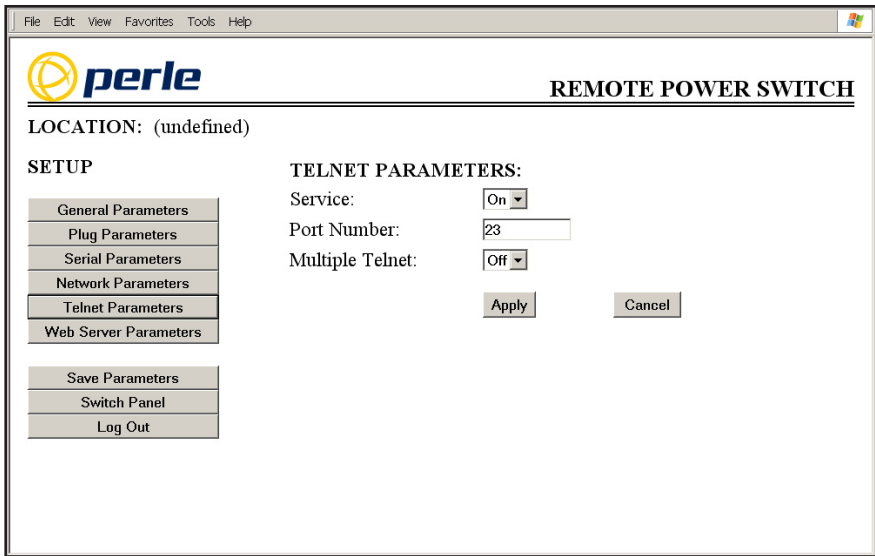 File Edit View Favorites Tools Help
perle
REMOTE POWER SWITCH
LOCATION: (undefined)
SETUP
General Parameters
Plug Parameters
Serial Parameters
Network Parameters
Telnet Parameters
Web Server Parameters
Save Parameters
Switch Panel
Log Out
TELNET PARAMETERS:
Service: On
Port Number: 23
Multiple Telnet: Off
Apply Cancel